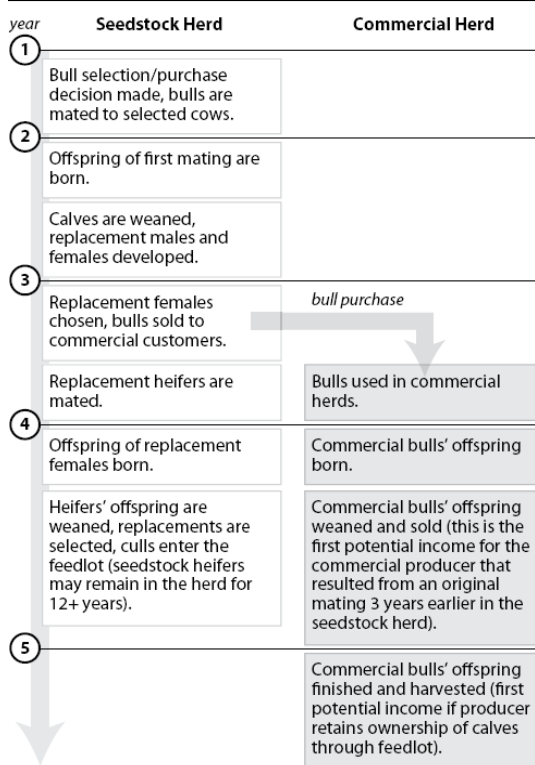 year
Seedstock Herd
Commercial Herd
1
Bull selection/purchase
decision made, bulls are
mated to selected cows.
2
Offspring of first mating are
born.
Calves are weaned,
replacement males and
females developed.
3
Replacement females
chosen, bulls sold to
commercial customers.
bull purchase
Replacement heifers are
mated.
Bulls used in commercial
herds.
4
Offspring of replacement
females born.
Commercial bulls' offspring
born.
Heifers' offspring are
weaned, replacements are
selected, culls enter the
feedlot (seedstock heifers
may remain in the herd for
12+ years).
Commercial bulls' offspring
weaned and sold (this is the
first potential income for the
commercial producer that
resulted from an original
mating 3 years earlier in the
seedstock herd).
5
Commercial bulls' offspring
finished and harvested (first
potential income if producer
retains ownership of calves
through feedlot).